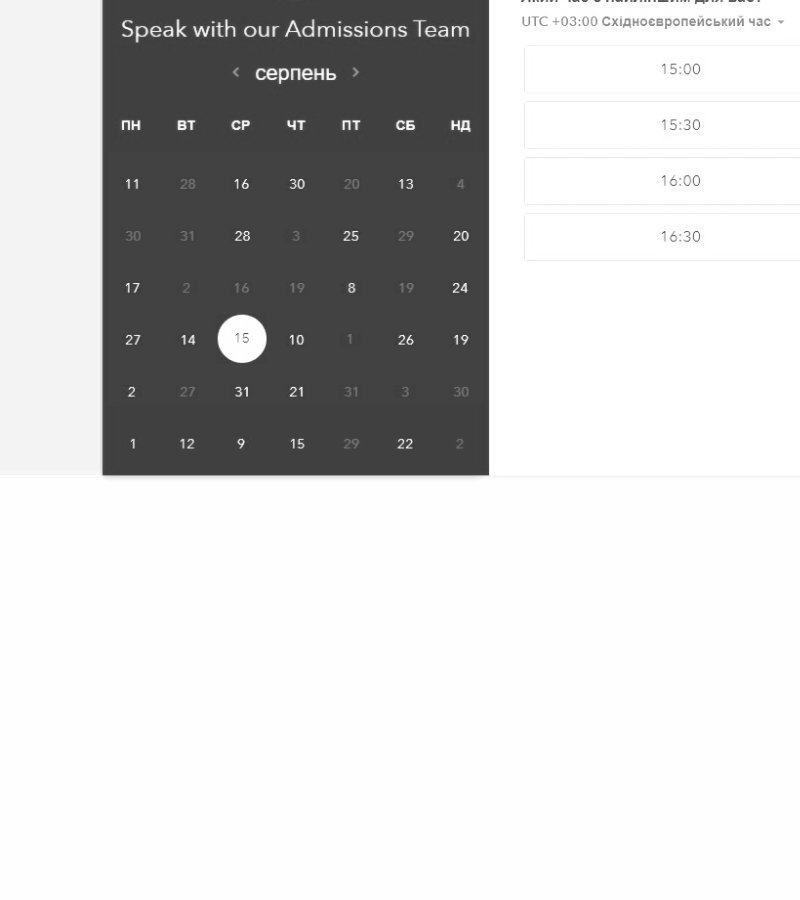 Speak with our Admissions Team
серпень
ПН ВТ СР ЧТ ПТ СБ НД
11 28 16 30 20 13 4
30 31 28 3 25 29 20
17 2 16 19 8 19 24
27 14 15 10 1 26 19
2 27 31 21 31 3 30
1 12 9 15 29 22 2
UTC +03:00 Східноєвропейський час
15:00
15:30
16:00
16:30